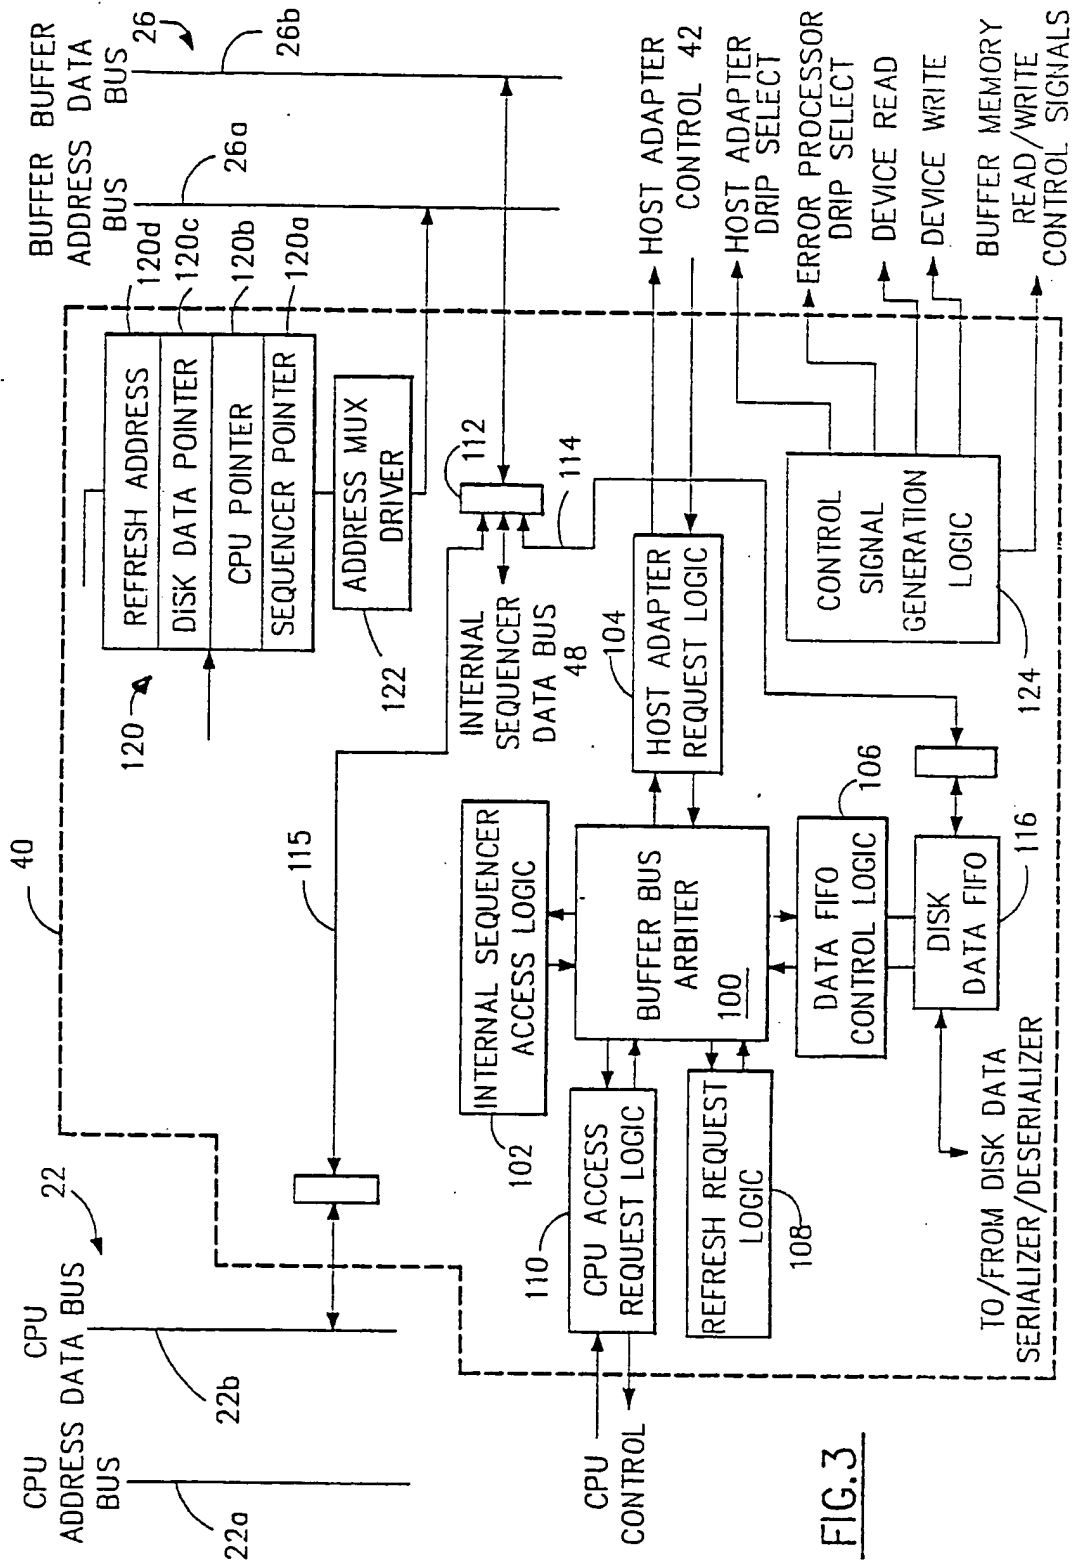 CPU
ADDRESS
BUS
CPU
DATA BUS
22
22a
22b
40
115
BUFFER
ADDRESS
BUS
BUFFER
DATA
BUS
26
26a
26b
120
REFRESH ADDRESS
DISK DATA POINTER
CPU POINTER
SEQUENCER POINTER
120d
120c
120b
120a
ADDRESS MUX
DRIVER
122
112
114
INTERNAL
SEQUENCER
DATA BUS
48
INTERNAL SEQUENCER
ACCESS LOGIC
102
CPU ACCESS
REQUEST LOGIC
110
CPU
CONTROL
BUFFER BUS
ARBITER
100
HOST ADAPTER
REQUEST LOGIC
104
HOST ADAPTER
CONTROL 42
REFRESH REQUEST
LOGIC
108
DATA FIFO
CONTROL LOGIC
106
DISK
DATA FIFO
116
TO/FROM DISK DATA
SERIALIZER/DESERIALIZER
CONTROL
SIGNAL
GENERATION
LOGIC
124
HOST ADAPTER
DRIP SELECT
ERROR PROCESSOR
DRIP SELECT
DEVICE READ
DEVICE WRITE
BUFFER MEMORY
READ/WRITE
CONTROL SIGNALS
FIG.3